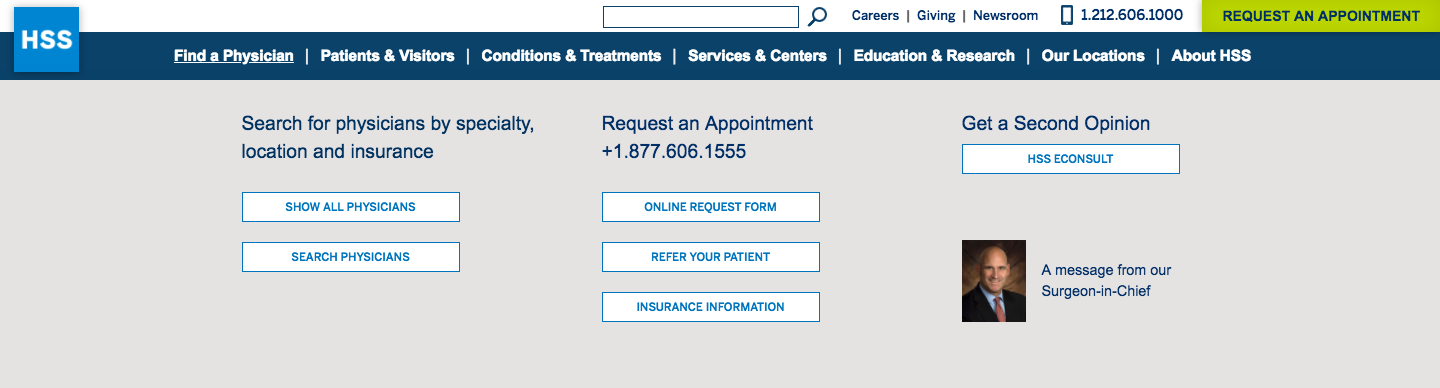 HSS
Careers | Giving | Newsroom
1.212.606.1000
REQUEST AN APPOINTMENT
Find a Physician | Patients & Visitors | Conditions & Treatments | Services & Centers | Education & Research | Our Locations | About HSS
Search for physicians by specialty,
location and insurance
SHOW ALL PHYSICIANS
SEARCH PHYSICIANS
Request an Appointment
+1.877.606.1555
ONLINE REQUEST FORM
REFER YOUR PATIENT
INSURANCE INFORMATION
Get a Second Opinion
HSS ECONSULT
A message from our
Surgeon-in-Chief